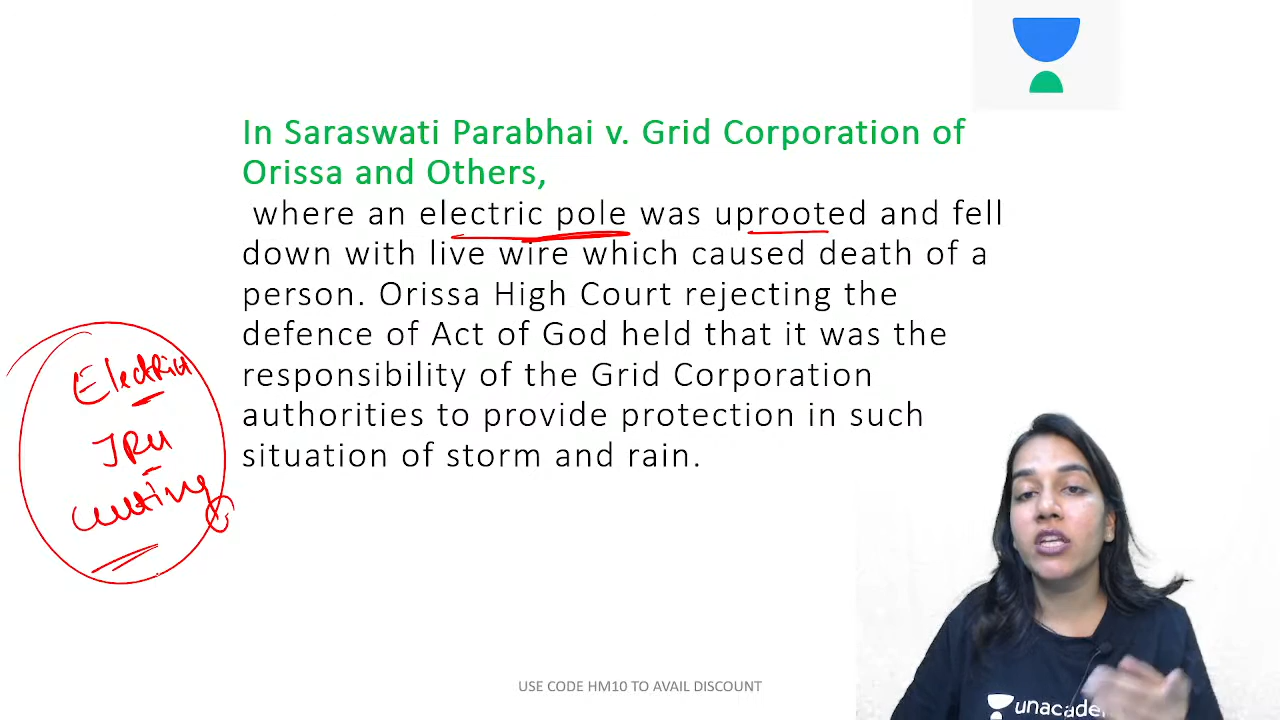 In Saraswati Parabhai v. Grid Corporation of
Orissa and Others,
where an electric pole was uprooted and fell
down with live wire which caused death of a
person. Orissa High Court rejecting the
defence of Act of God held that it was the
responsibility of the Grid Corporation
authorities to provide protection in such
situation of storm and rain.
cutting
USE CODE HM10 TO AVAIL DISCOUNT